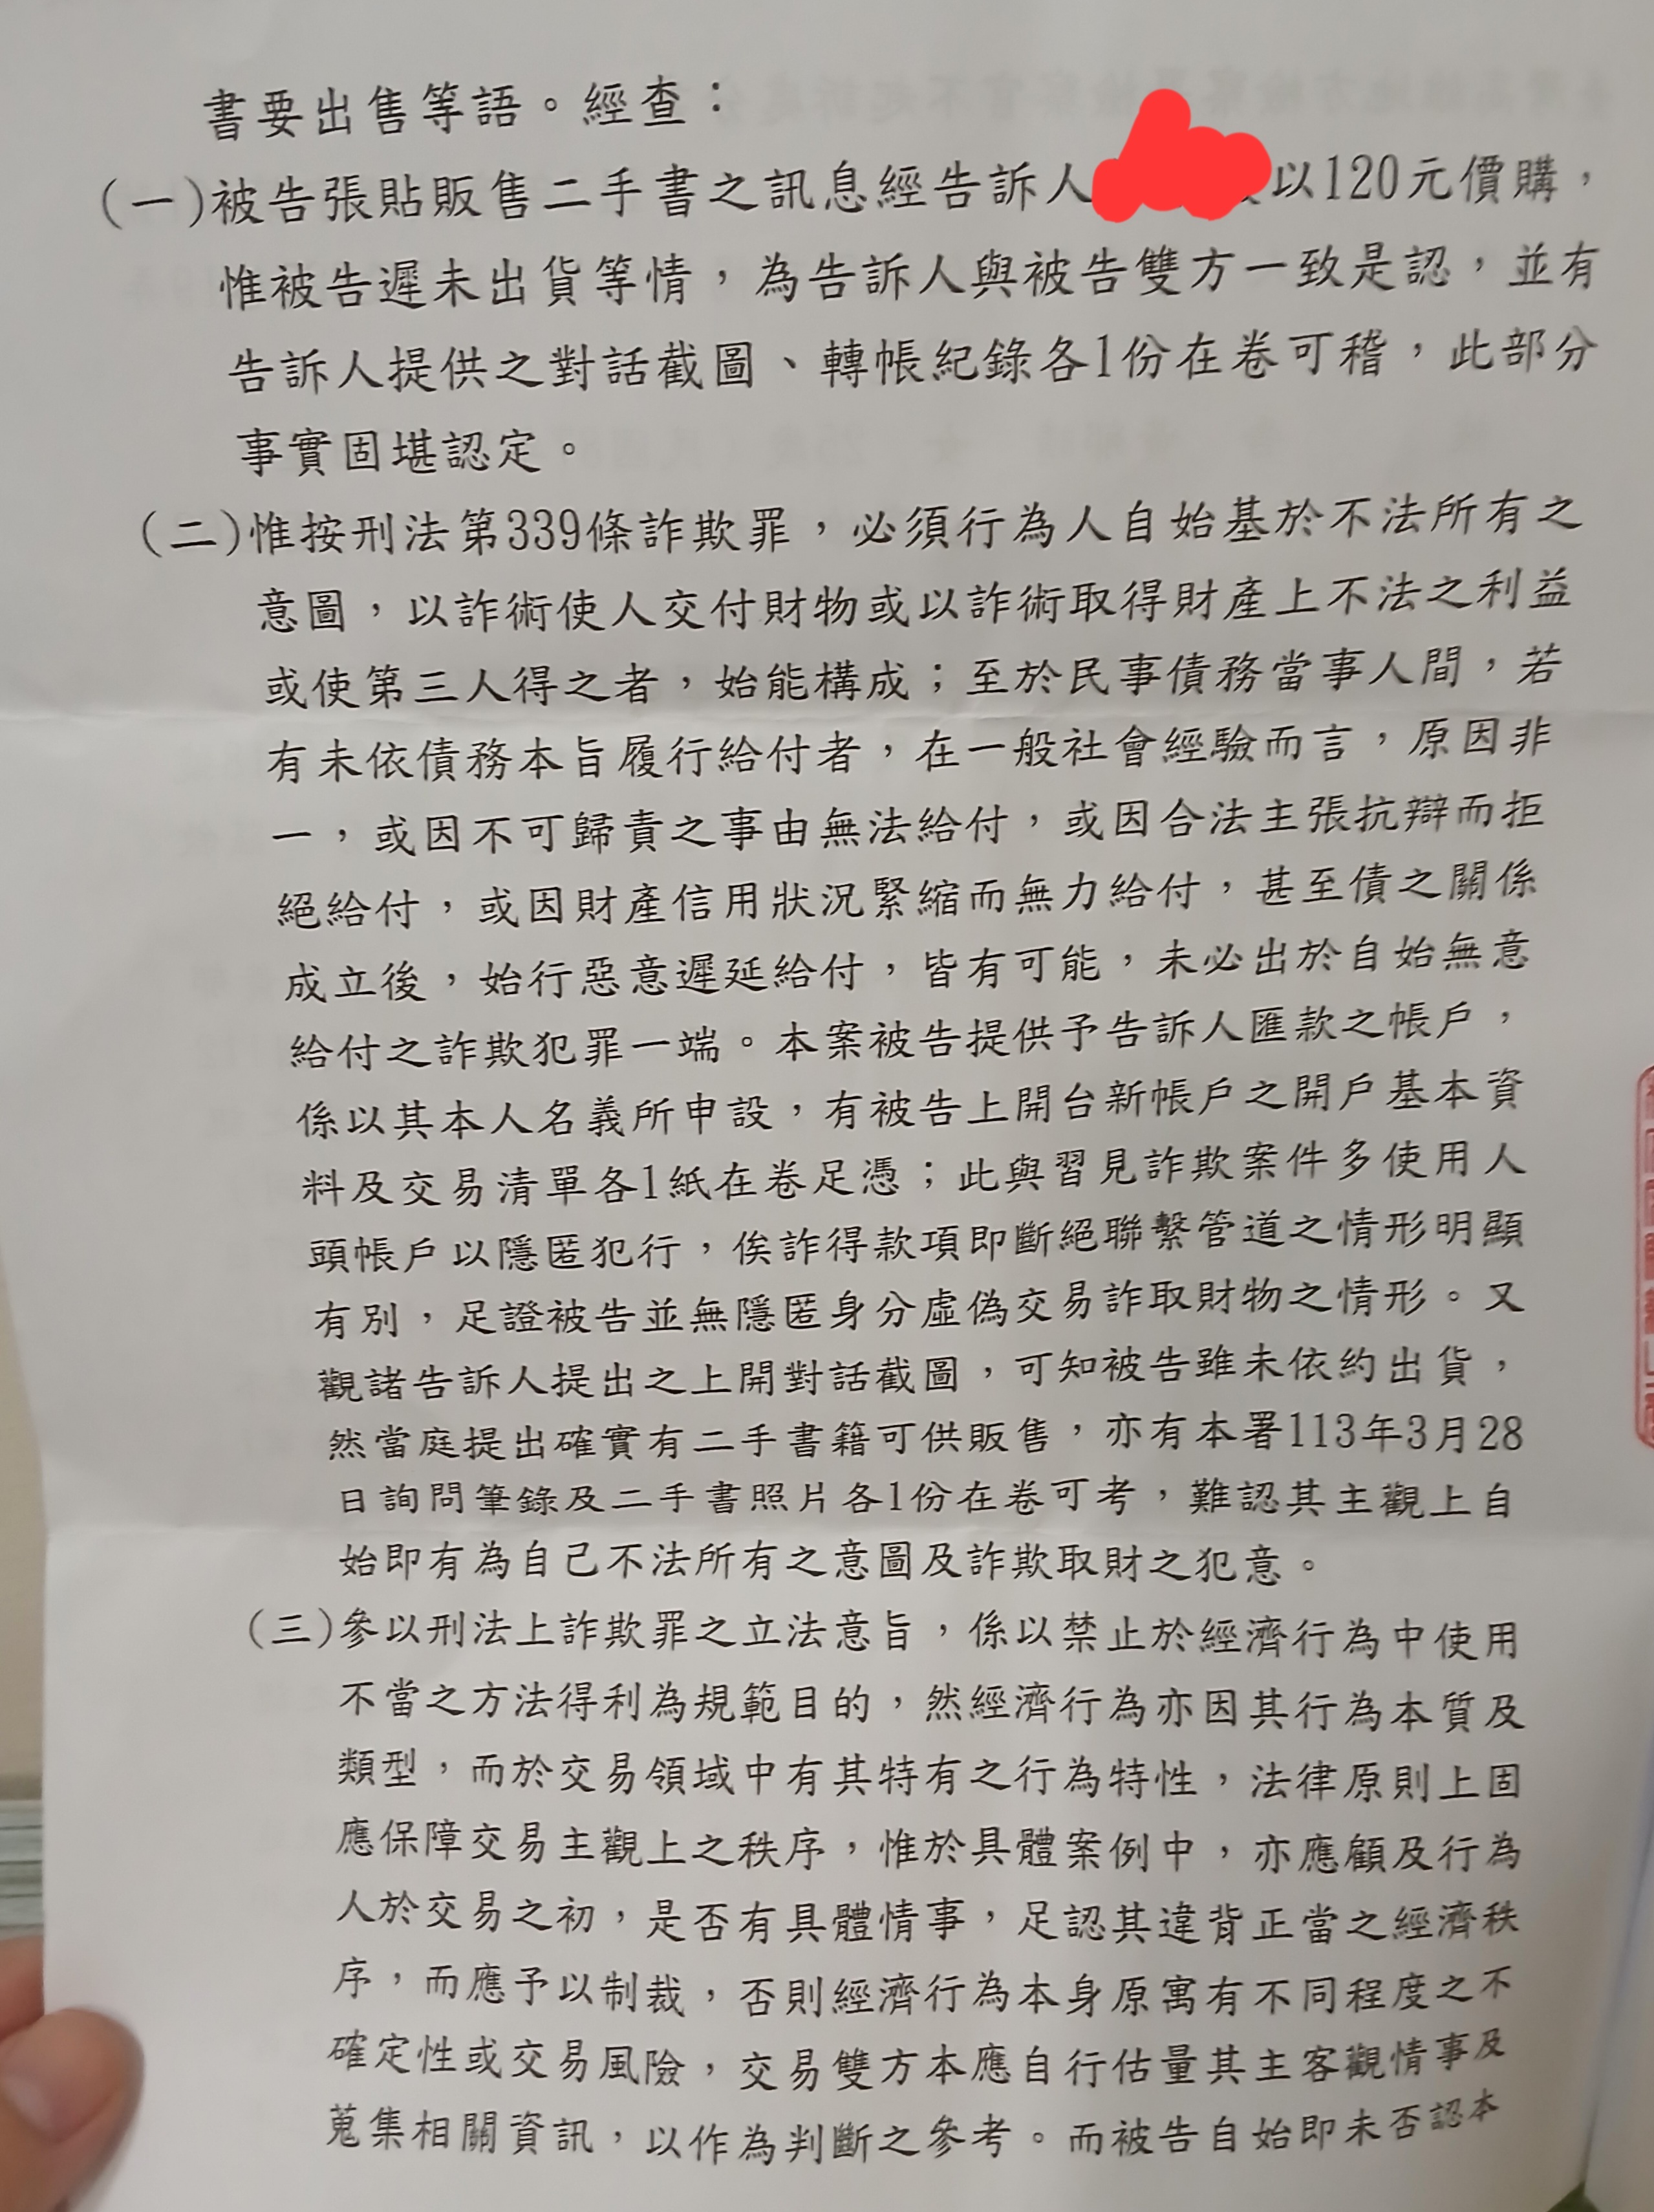 書要出售等語。經查：
(一)被告張貼販售二手書之訊息經告訴人以120元價購，
惟被告遲未出貨等情，為告訴人與被告雙方一致是認，並有
告訴人提供之對話截圖、轉帳紀錄各1份在卷可稽，此部分
事實固堪認定。
(二)惟按刑法第339條詐欺罪，必須行為人自始基於不法所有之
意圖，以詐術使人交付財物或以詐術取得財產上不法之利益
或使第三人得之者，始能構成；至於民事債務當事人間，若
有未依債務本旨履行給付者，在一般社會經驗而言，原因非
一，或因不可歸責之事由無法給付，或因合法主張抗辯而拒
絕給付，或因財產信用狀況緊縮而無力給付，甚至債之關係
成立後，始行惡意遲延給付，皆有可能，未必出於自始無意
給付之詐欺犯罪一端。本案被告提供予告訴人匯款之帳戶，
係以其本人名義所申設，有被告上開台新帳戶之開戶基本資
料及交易清單各1紙在卷足憑；此與習見詐欺案件多使用人
頭帳戶以隱匿犯行，俟詐得款項即斷絕聯繫管道之情形明顯
有別，足證被告並無隱匿身分虛偽交易詐取財物之情形。又
觀諸告訴人提出之上開對話截圖，可知被告雖未依約出貨，
然當庭提出確實有二手書籍可供販售，亦有本署113年3月28
日詢問筆錄及二手書照片各1份在卷可考，難認其主觀上自
始即有為自己不法所有之意圖及詐欺取財之犯意。
(三)參以刑法上詐欺罪之立法意旨，係以禁止於經濟行為中使用
不當之方法得利為規範目的，然經濟行為亦因其行為本質及
類型，而於交易領域中有其特有之行為特性，法律原則上固
應保障交易主觀上之秩序，惟於具體案例中，亦應顧及行為
人於交易之初，是否有具體情事，足認其違背正當之經濟秩
序，而應予以制裁，否則經濟行為本身原寓有不同程度之不
確定性或交易風險，交易雙方本應自行估量其主客觀情事及
蒐集相關資訊，以作為判斷之參考。而被告自始即未否認本